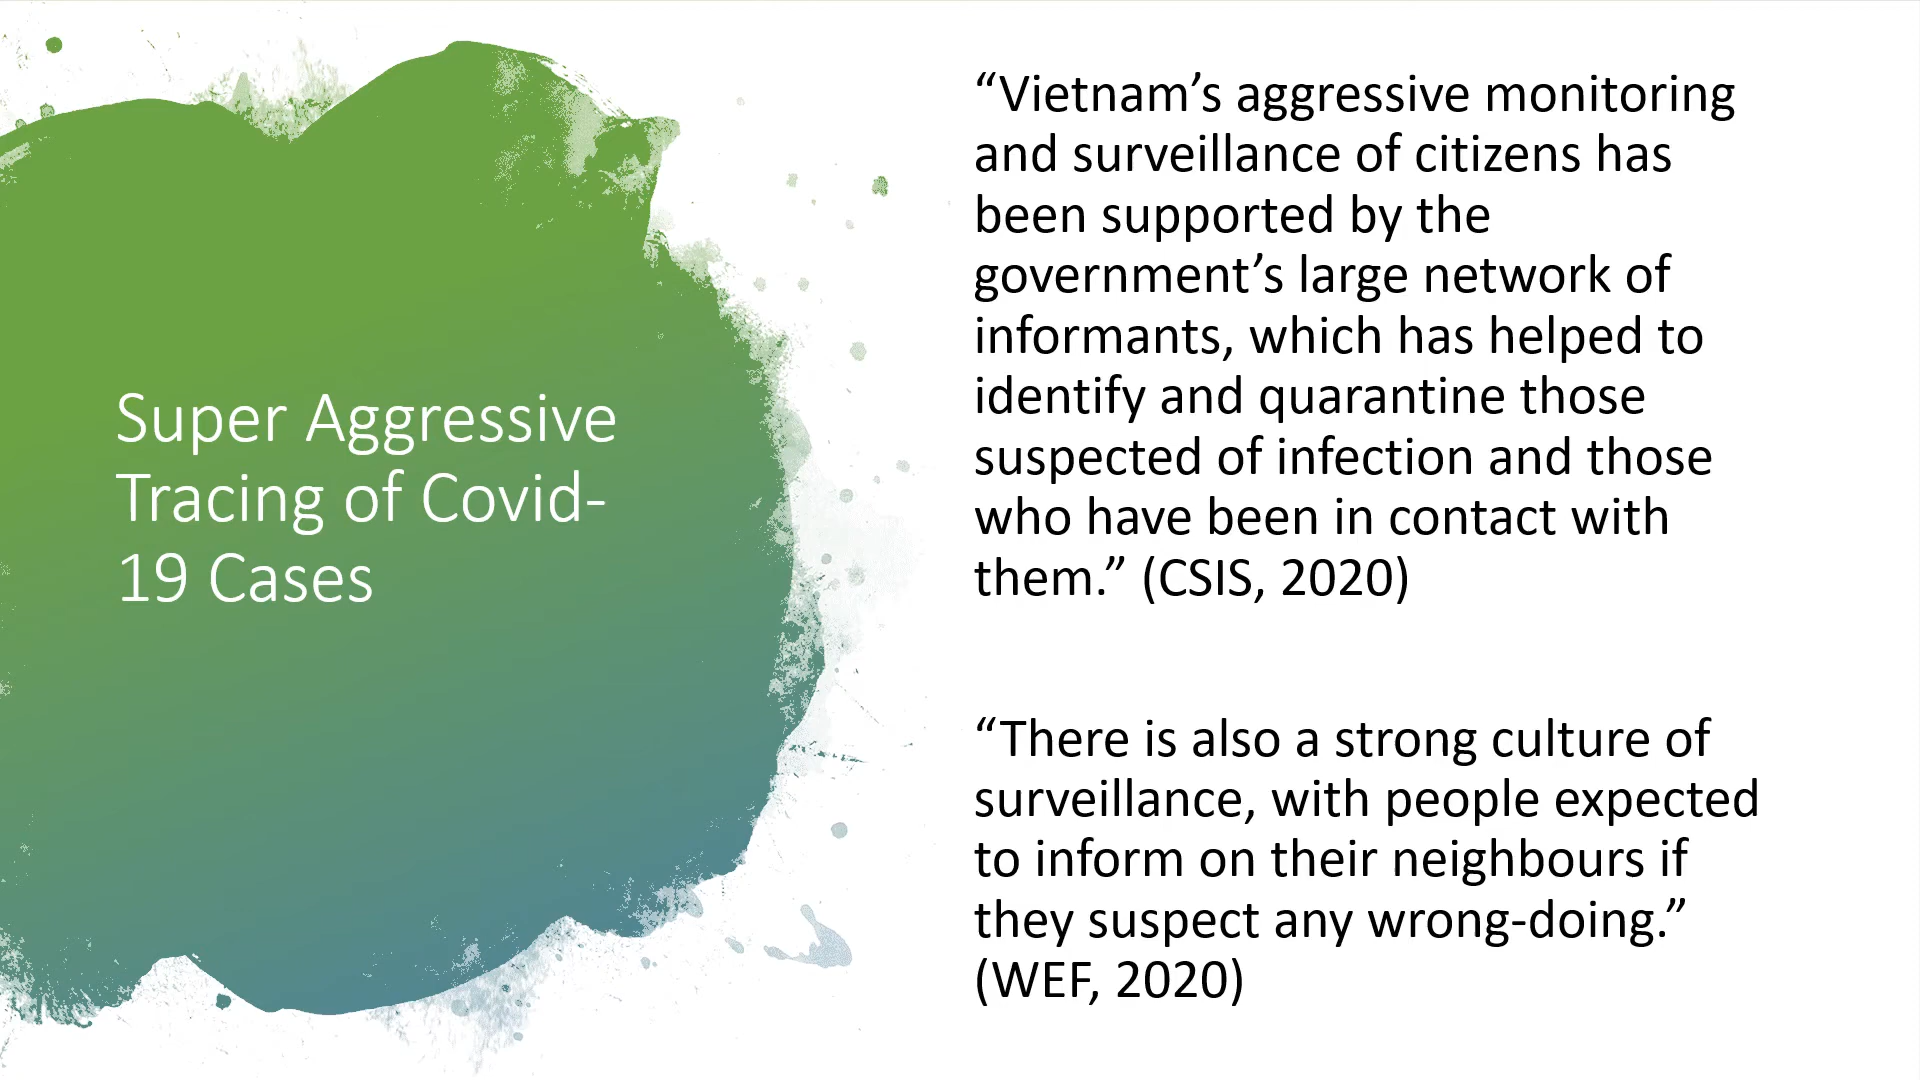 Super Aggressive
Tracing of Covid-
19 Cases
“Vietnam’s aggressive monitoring
and surveillance of citizens has
been supported by the
government’s large network of
informants, which has helped to
identify and quarantine those
suspected of infection and those
who have been in contact with
them.” (CSIS, 2020)
“There is also a strong culture of
surveillance, with people expected
to inform on their neighbours if
they suspect any wrong-doing.”
(WEF, 2020)